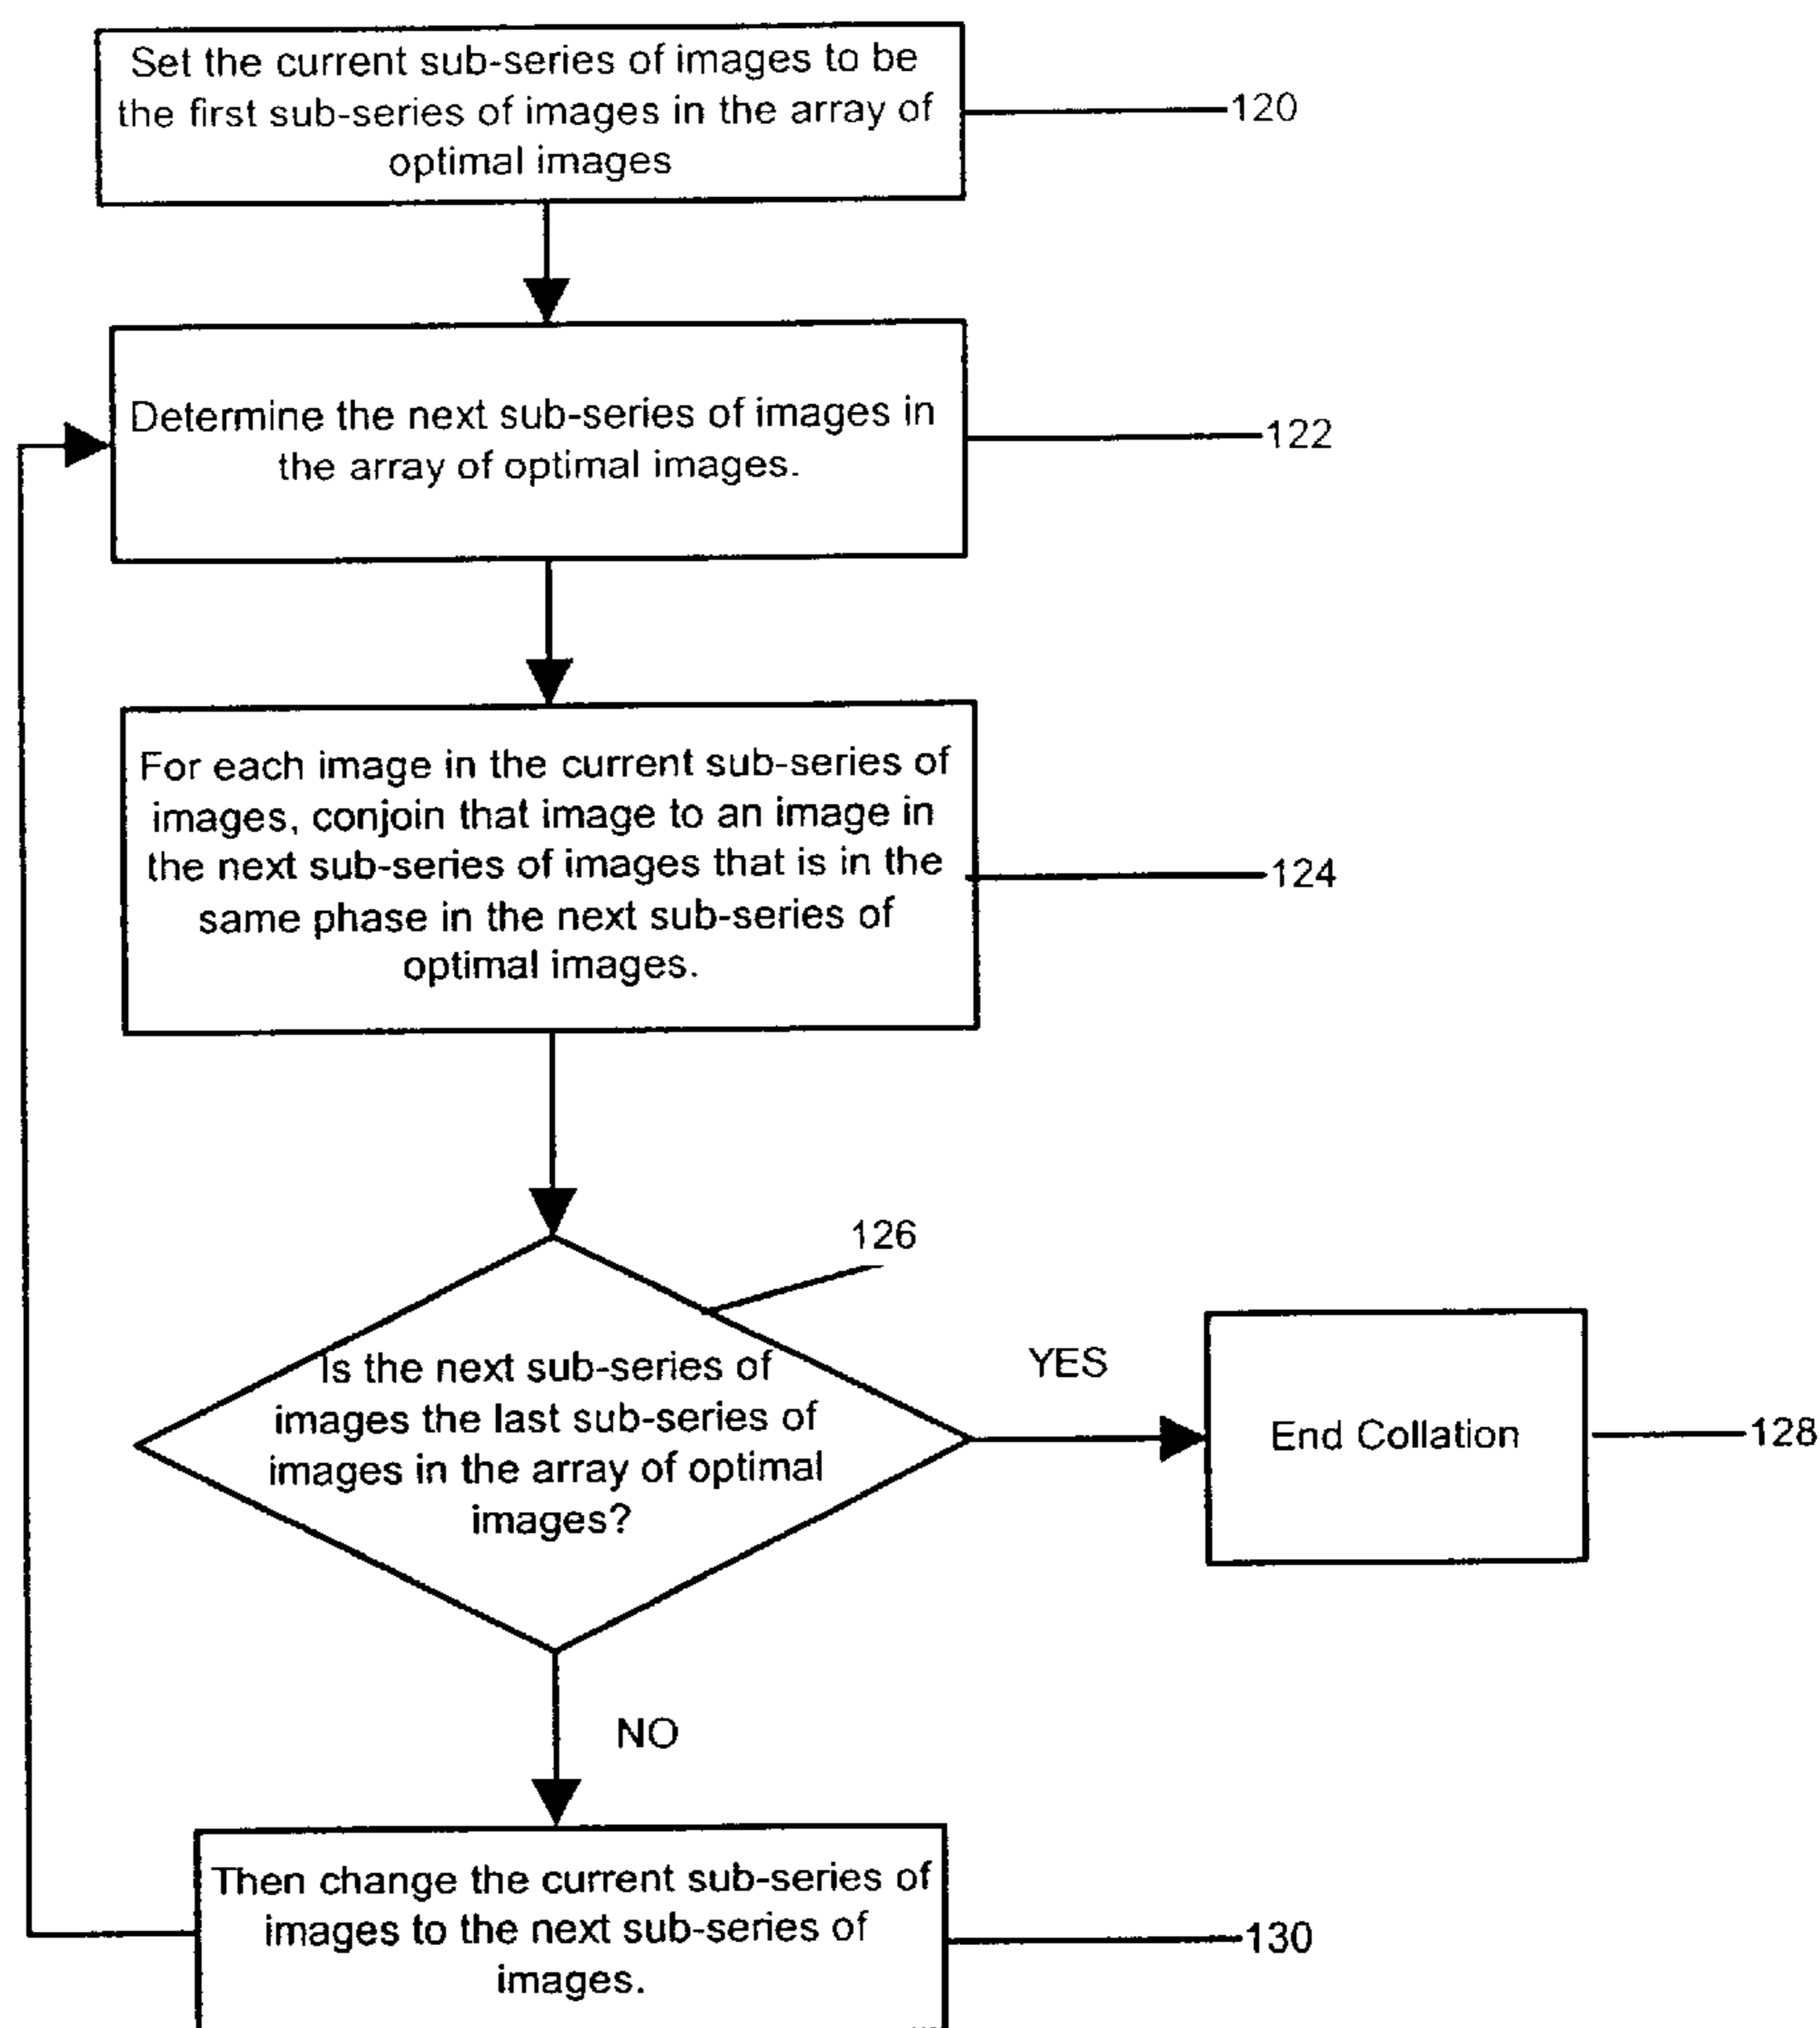 Set the current sub-series of images to be
the first sub-series of images in the array of
optimal images
120
Determine the next sub-series of images in
the array of optimal images.
122
For each image in the current sub-series of
images, conjoin that image to an image in
the next sub-series of images that is in the
same phase in the next sub-series of
optimal images.
124
126
Is the next sub-series of
images the last sub-series of
images in the array of optimal
images?
YES
End Collation
128
NO
Then change the current sub-series of
images to the next sub-series of
images.
130